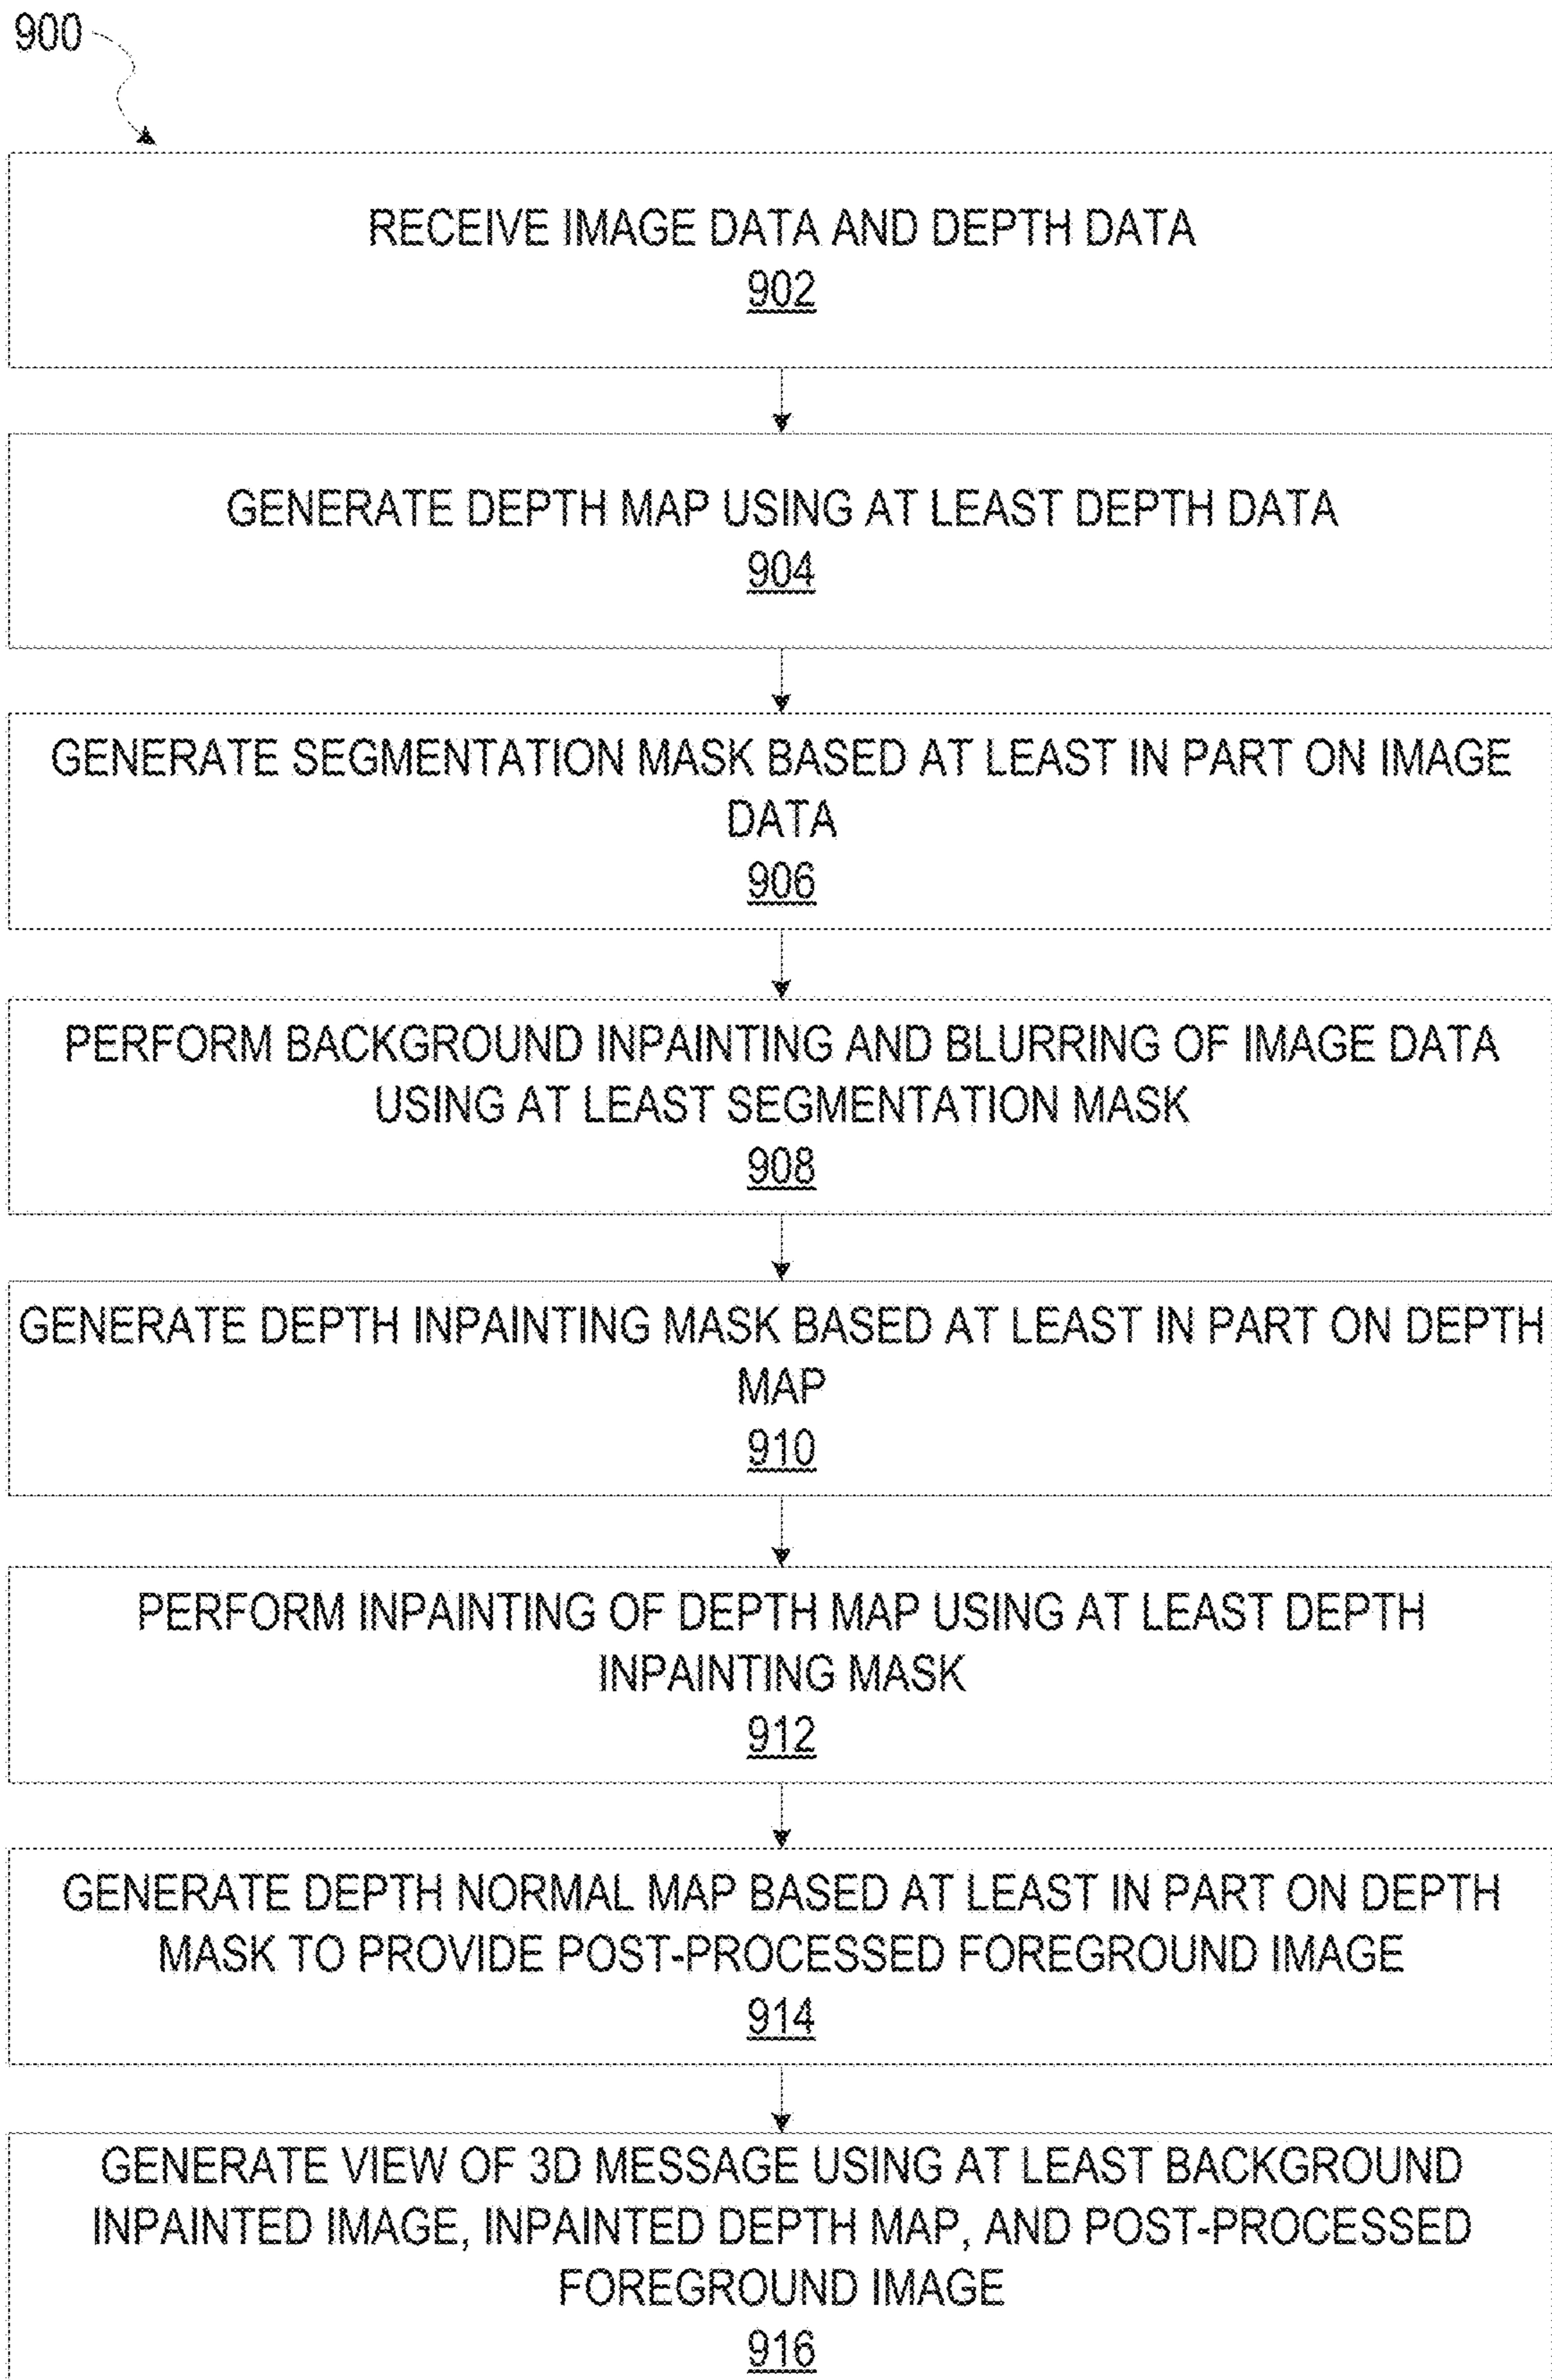 900
RECEIVE IMAGE DATA AND DEPTH DATA
902
GENERATE DEPTH MAP USING AT LEAST DEPTH DATA
904
GENERATE SEGMENTATION MASK BASED AT LEAST IN PART ON IMAGE
DATA
906
PERFORM BACKGROUND INPAINTING AND BLURRING OF IMAGE DATA
USING AT LEAST SEGMENTATION MASK
908
GENERATE DEPTH INPAINTING MASK BASED AT LEAST IN PART ON DEPTH
MAP
910
PERFORM INPAINTING OF DEPTH MAP USING AT LEAST DEPTH
INPAINTING MASK
912
GENERATE DEPTH NORMAL MAP BASED AT LEAST IN PART ON DEPTH
MASK TO PROVIDE POST-PROCESSED FOREGROUND IMAGE
914
GENERATE VIEW OF 3D MESSAGE USING AT LEAST BACKGROUND
INPAINTED IMAGE, INPAINTED DEPTH MAP, AND POST-PROCESSED
FOREGROUND IMAGE
916